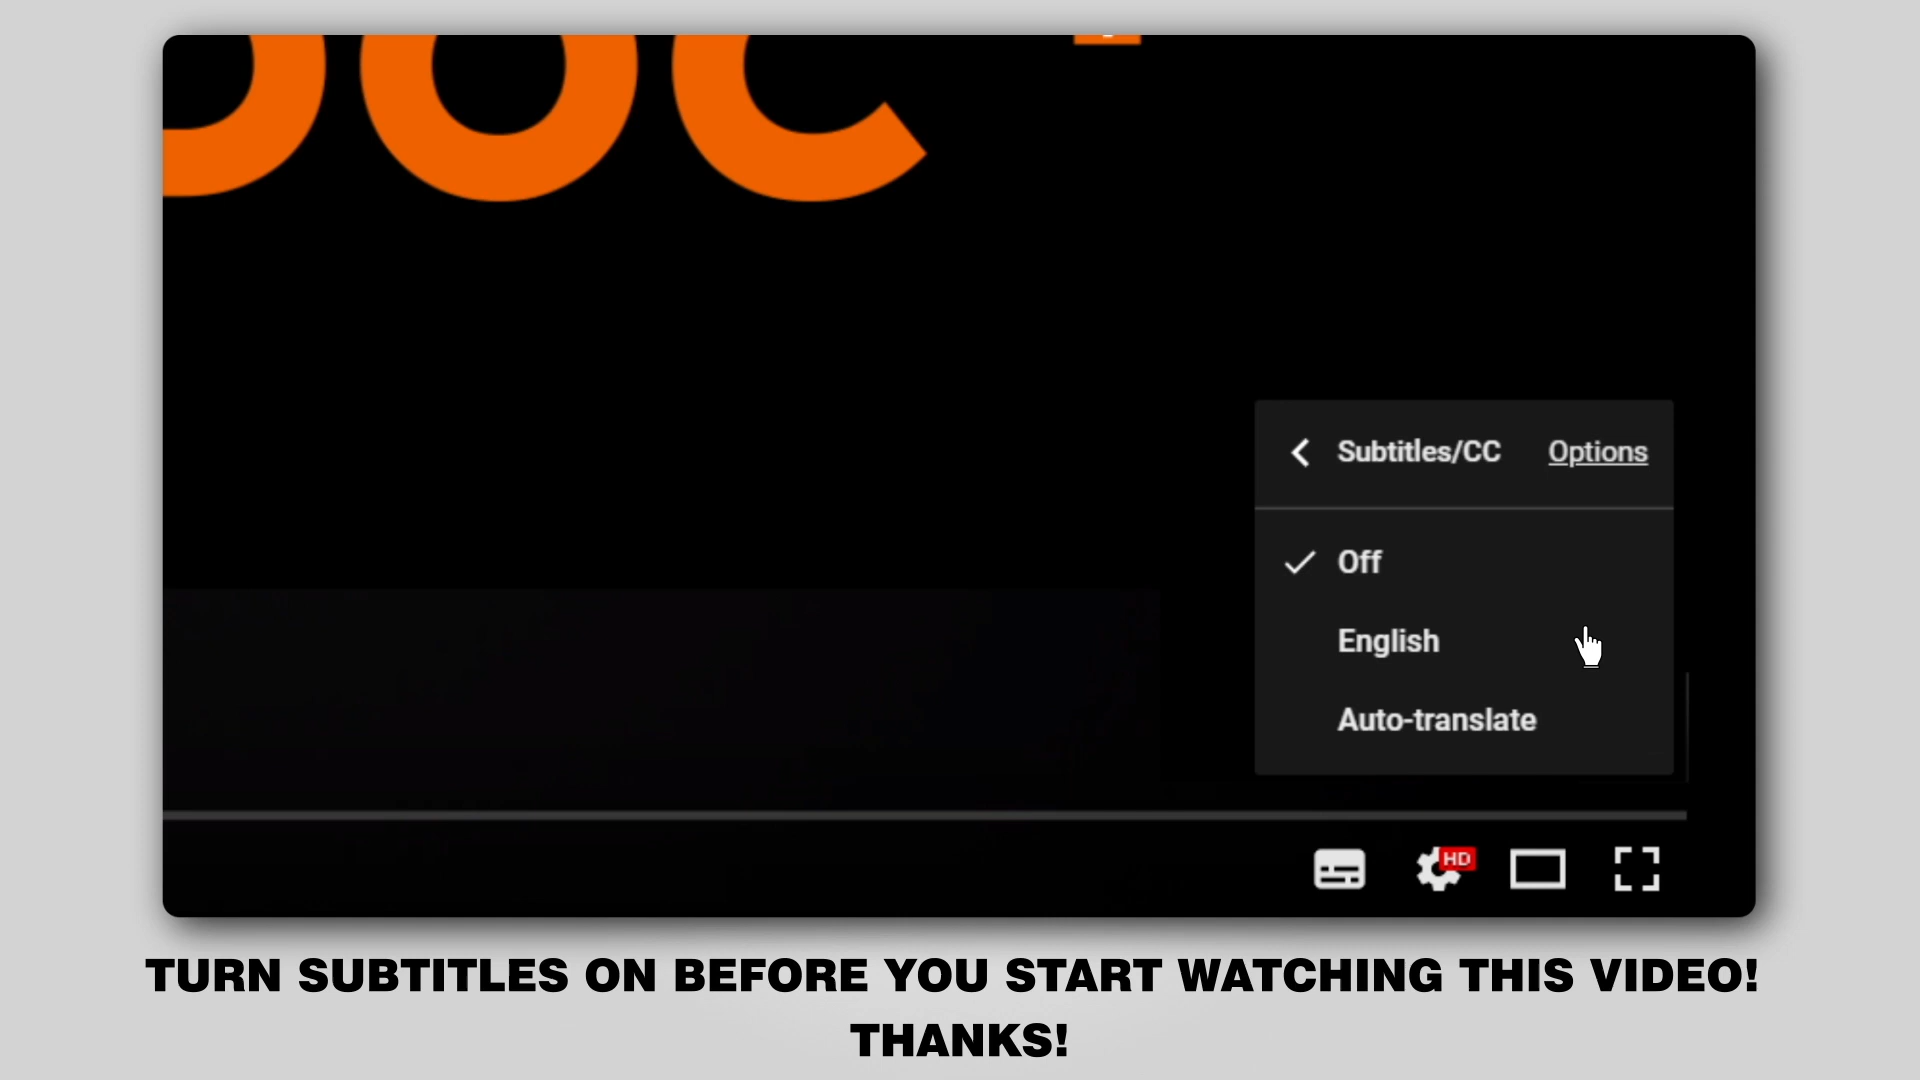 Subtitles/CC Options
Off
English
Auto-translate
HD
TURN SUBTITLES ON BEFORE YOU START WATCHING THIS VIDEO!
THANKS!